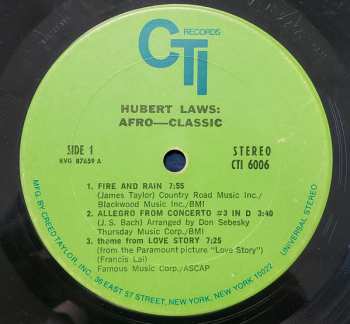 CTI
RECORDS
HUBERT LAWS:
AFRO—CLASSIC
SIDE 1
RVG 87659 A
STEREO
CTI 6006
1. FIRE AND RAIN 7:55
(James Taylor) Country Road Music Inc./
Blackwood Music Inc./BMI
2. ALLEGRO FROM CONCERTO #3 IN D 3:40
(J. S. Bach) Arranged by Don Sebesky
Thursday Music Corp./BMI
3. theme from LOVE STORY 7:25
(from the Paramount picture "Love Story")
(Francis Lai)
Famous Music Corp./ASCAP
MFG. BY CREED TAYLOR, INC. 36 EAST 57 STREET, NEW YORK, NEW YORK 10022
UNIVERSAL STEREO